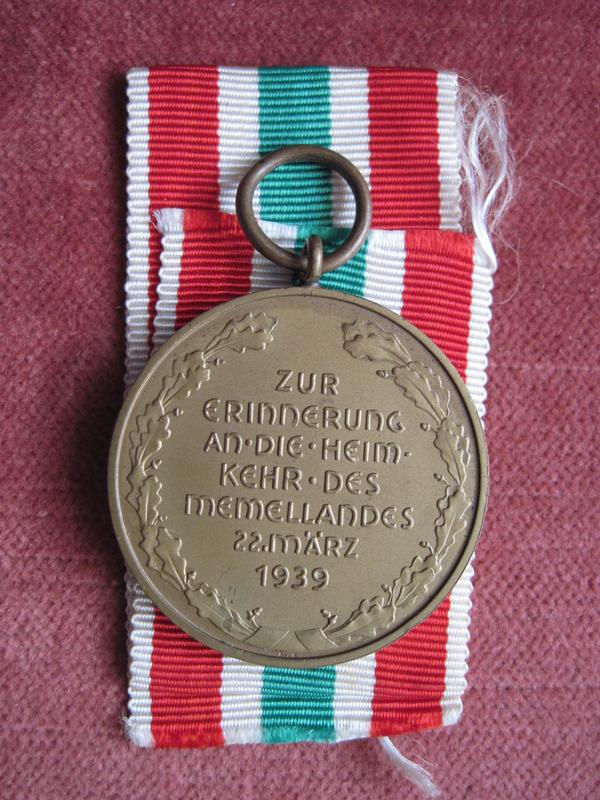 ZUR
ERINNERUNG
AN·DIE·HEIM·
KEHR·DES
MEMELLANDES
22.MÄRZ
1939